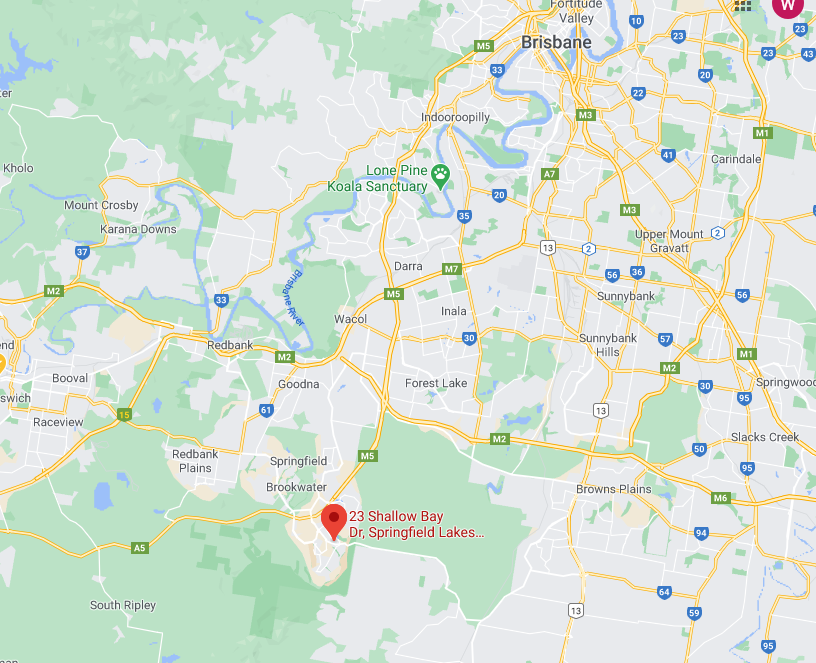 Fortitude
Valley
W
10
23
23
M5
Brisbane
23
43
33
20
er
22
Indooroopilly
M3
M1
41
Carindale
Kholo
Lone Pine
Koala Sanctuary
A7
20
Mount Crosby
M3
35
Karana Downs
Upper Mount
Gravatt
2
37
13
2
Darra
M7
56
36
M2
M5
Sunnybank
56
33
Brisbane River
Wacol
Inala
30
Sunnybank
Hills
57
end
Redbank
M2
M1
M2
Booval
Goodna
Forest Lake
30
Springwood
swich
95
15
61
13
Raceview
M2
Slacks Creek
Redbank
Plains
Springfield
M5
50
95
Brookwater
Browns Plains
M6
23 Shallow Bay
Dr, Springfield Lakes...
94
A5
64
South Ripley
13
59
95
man